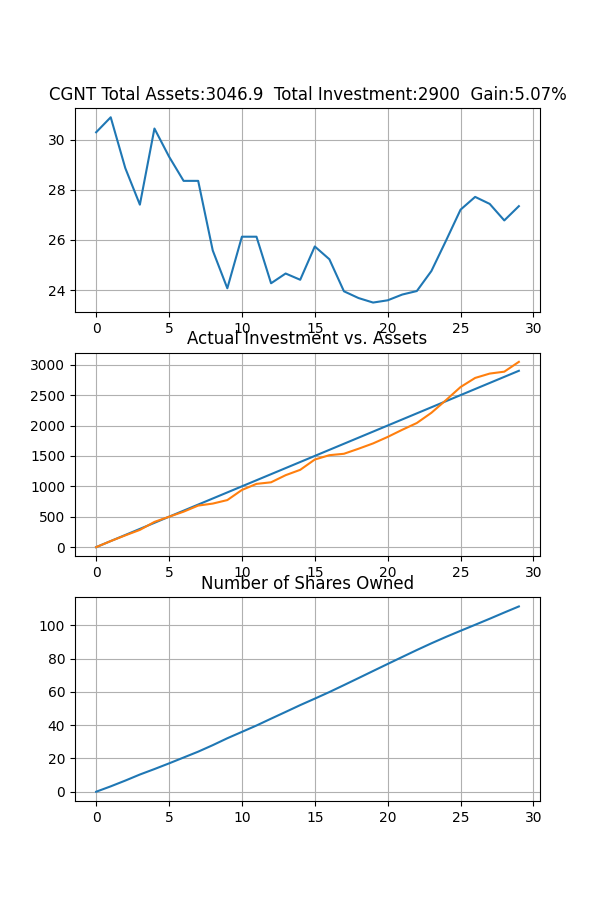 CGNT Total Assets:3046.9  Total Investment:2900  Gain:5.07%
30
28
26
24
0 5 10 15 20 25 30
Actual Investment vs. Assets
3000
2500
2000
1500
1000
500
0
0 5 10 15 20 25 30
Number of Shares Owned
100
80
60
40
20
0
0 5 10 15 20 25 30